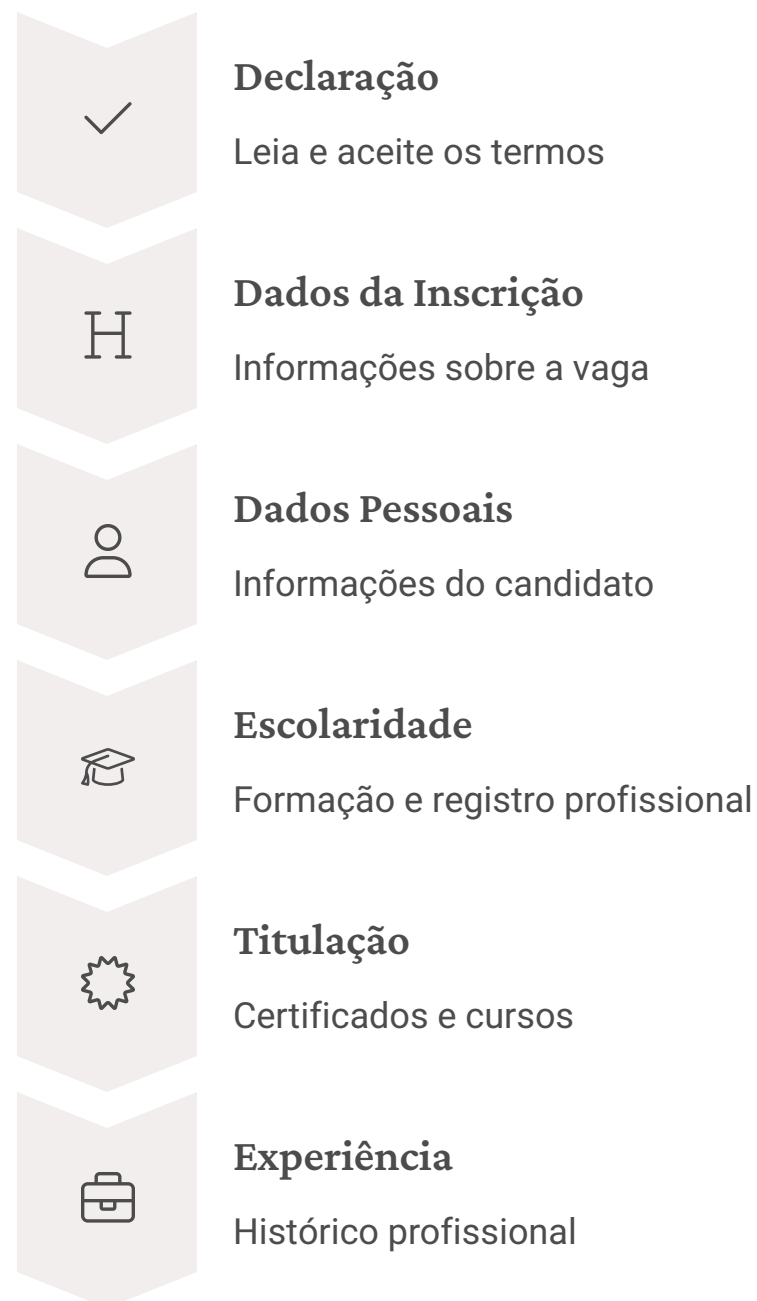 Declaração
Leia e aceite os termos
H
Dados da Inscrição
Informações sobre a vaga
Dados Pessoais
Informações do candidato
Escolaridade
Formação e registro profissional
Titulação
Certificados e cursos
Experiência
Histórico profissional